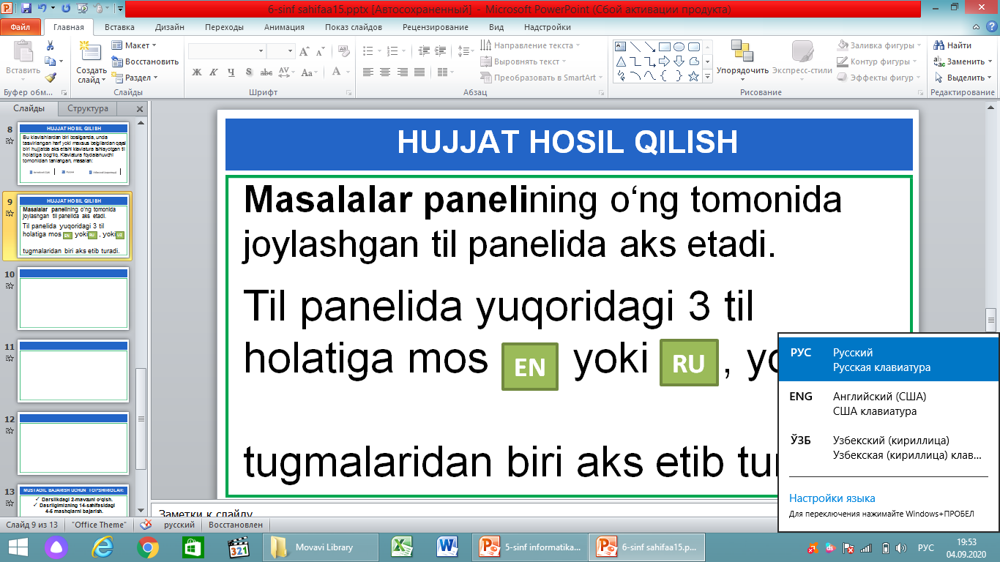 6-sinf sahifaa15.pptx [Автосохраненный] - Microsoft PowerPoint (Сбой активации продукта)
Файл Главная Вставка Дизайн Переходы Анимация Показ слайдов Рецензирование Вид Надстройки
Вставить
Буфер обм...
Создать слайд
Макет
Восстановить
Раздел
Слайды
Ж К Ч S abc AV Aa A
Шрифт
Направление текста
Выровнять текст
Преобразовать в SmartArt
Абзац
Упорядочить
Экспресс-стили
Заливка фигуры
Контур фигуры
Эффекты фигур
Рисование
Найти
Заменить
Выделить
Редактирование
Слайды Структура
8
HUJJAT HOSIL QILISH
Bu klavishlardan biri bosilganda, unda
tasvirlangan harf yoki maxsus belgilardan qaysi
biri hujjatda aks etishi klaviatura ishlayotgan til
holatiga bog'liq. Klaviatura foydalanuvchi
tomonidan tanlangan, masalan:
9
HUJJAT HOSIL QILISH
Masalalar panelining o'ng tomonida
joylashgan til panelida aks etadi.
Til panelida yuqoridagi 3 til
holatiga mos EN yoki RU , yoki UZ
tugmalaridan biri aks etib turadi.
10
11
12
13
MUSTAQIL BAJARISH UCHUN TOPSHIRIQLAR:
✓ Darslikdagi 2-mavzuni o'qish.
✓ Dasrligimizning 14-sahifasidagi
4-6 mashqlarni bajarish.
HUJJAT HOSIL QILISH
Masalalar panelining o‘ng tomonida
joylashgan til panelida aks etadi.
Til panelida yuqoridagi 3 til
holatiga mos EN yoki RU , yo
tugmalaridan biri aks etib tu
РУС Русский
Русская клавиатура
ENG Английский (США)
США клавиатура
ЎЗБ Узбекский (кириллица)
Узбекская (кириллица) клав...
Настройки языка
Для переключения нажимайте Windows+ПРОБЕЛ
Заметки к слайду
Слайд 9 из 13 "Office Theme" русский Восстановлен
321 Movavi Library 5-sinf informatika... 6-sinf sahifaa15.p... РУС 19:53
04.09.2020